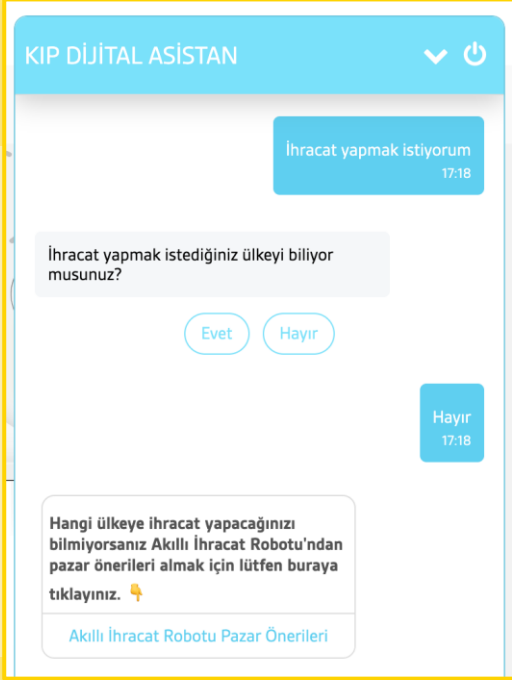 KIP DİJİTAL ASİSTAN
İhracat yapmak istiyorum
17:18
İhracat yapmak istediğiniz ülkeyi biliyor
musunuz?
Evet Hayır
Hayır
17:18
Hangi ülkeye ihracat yapacağınızı
bilmiyorsanız Akıllı İhracat Robotu'ndan
pazar önerileri almak için lütfen buraya
tıklayınız. 👇
Akıllı İhracat Robotu Pazar Önerileri